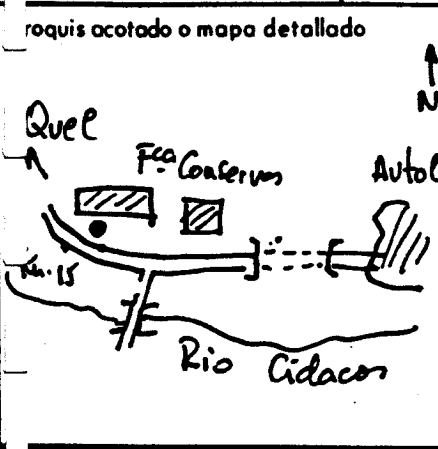 roquis acotado o mapa detallado
N
Quel
Fca Conservas
Autol
Km. 15
Rio Cidacos